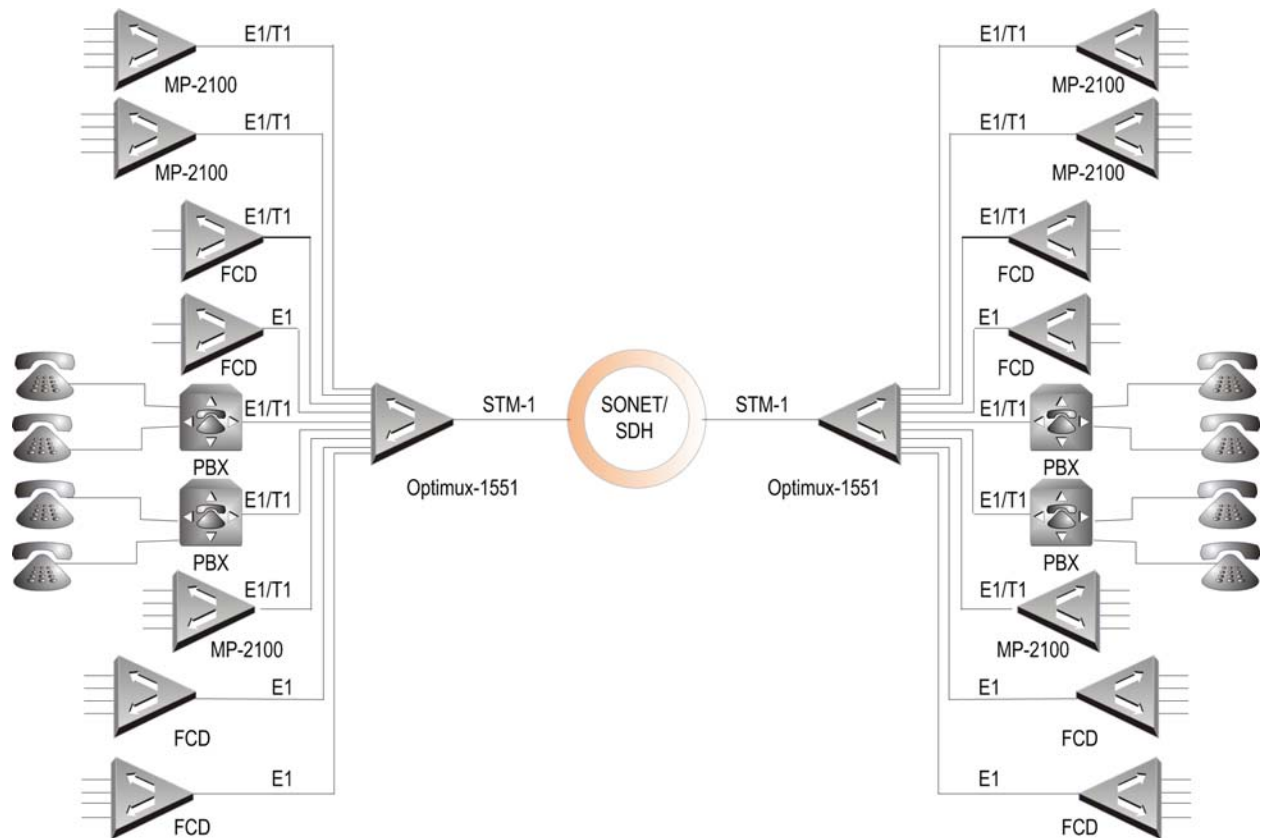 E1/T1
MP-2100
E1/T1
MP-2100
E1/T1
FCD
E1
FCD
E1/T1
PBX
E1/T1
PBX
E1/T1
MP-2100
E1
FCD
E1
FCD
Optimux-1551
STM-1
SONET/
SDH
STM-1
Optimux-1551
E1/T1
MP-2100
E1/T1
MP-2100
E1/T1
FCD
E1
FCD
E1/T1
PBX
E1/T1
PBX
E1/T1
MP-2100
E1
FCD
E1
FCD